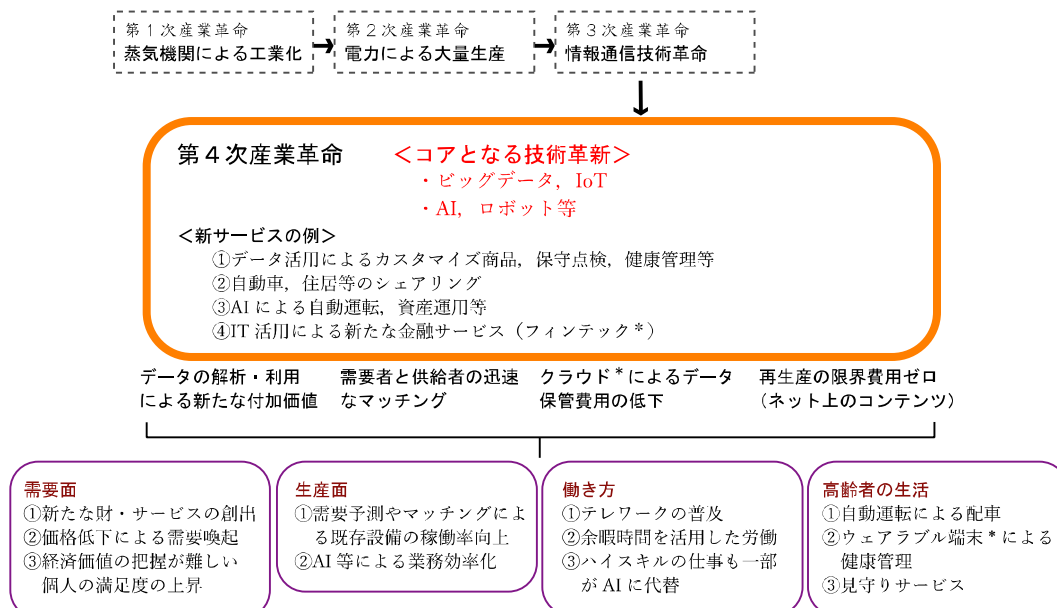 第１次産業革命
蒸気機関による工業化
第２次産業革命
電力による大量生産
第３次産業革命
情報通信技術革命
第４次産業革命
＜コアとなる技術革新＞
・ビッグデータ，IoT
・AI，ロボット等
＜新サービスの例＞
①データ活用によるカスタマイズ商品，保守点検，健康管理等
②自動車，住居等のシェアリング
③AI による自動運転，資産運用等
④IT 活用による新たな金融サービス（フィンテック＊）
データの解析・利用
による新たな付加価値
需要者と供給者の迅速
なマッチング
クラウド＊によるデータ
保管費用の低下
再生産の限界費用ゼロ
（ネット上のコンテンツ）
需要面
①新たな財・サービスの創出
②価格低下による需要喚起
③経済価値の把握が難しい
個人の満足度の上昇
生産面
①需要予測やマッチングによ
る既存設備の稼働率向上
②AI 等による業務効率化
働き方
①テレワークの普及
②余暇時間を活用した労働
③ハイスキルの仕事も一部
が AI に代替
高齢者の生活
①自動運転による配車
②ウェアラブル端末＊による
健康管理
③見守りサービス